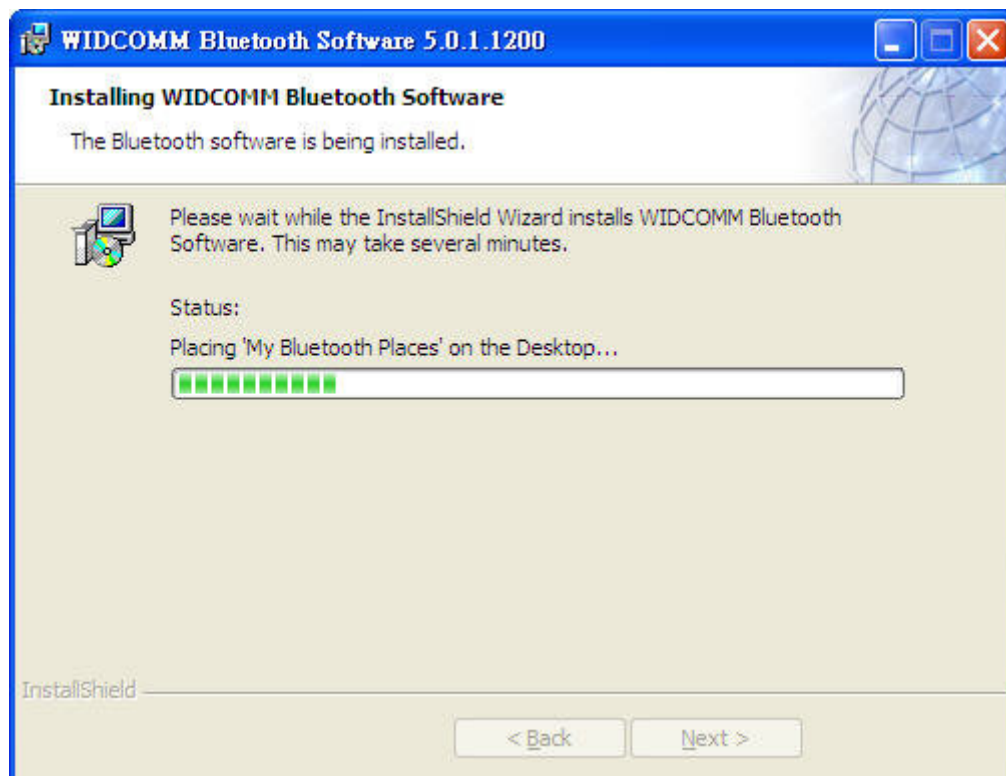 WIDCOMM Bluetooth Software 5.0.1.1200
Installing WIDCOMM Bluetooth Software
The Bluetooth software is being installed.
Please wait while the InstallShield Wizard installs WIDCOMM Bluetooth
Software. This may take several minutes.
Status:
Placing 'My Bluetooth Places' on the Desktop...
InstallShield
< Back
Next >